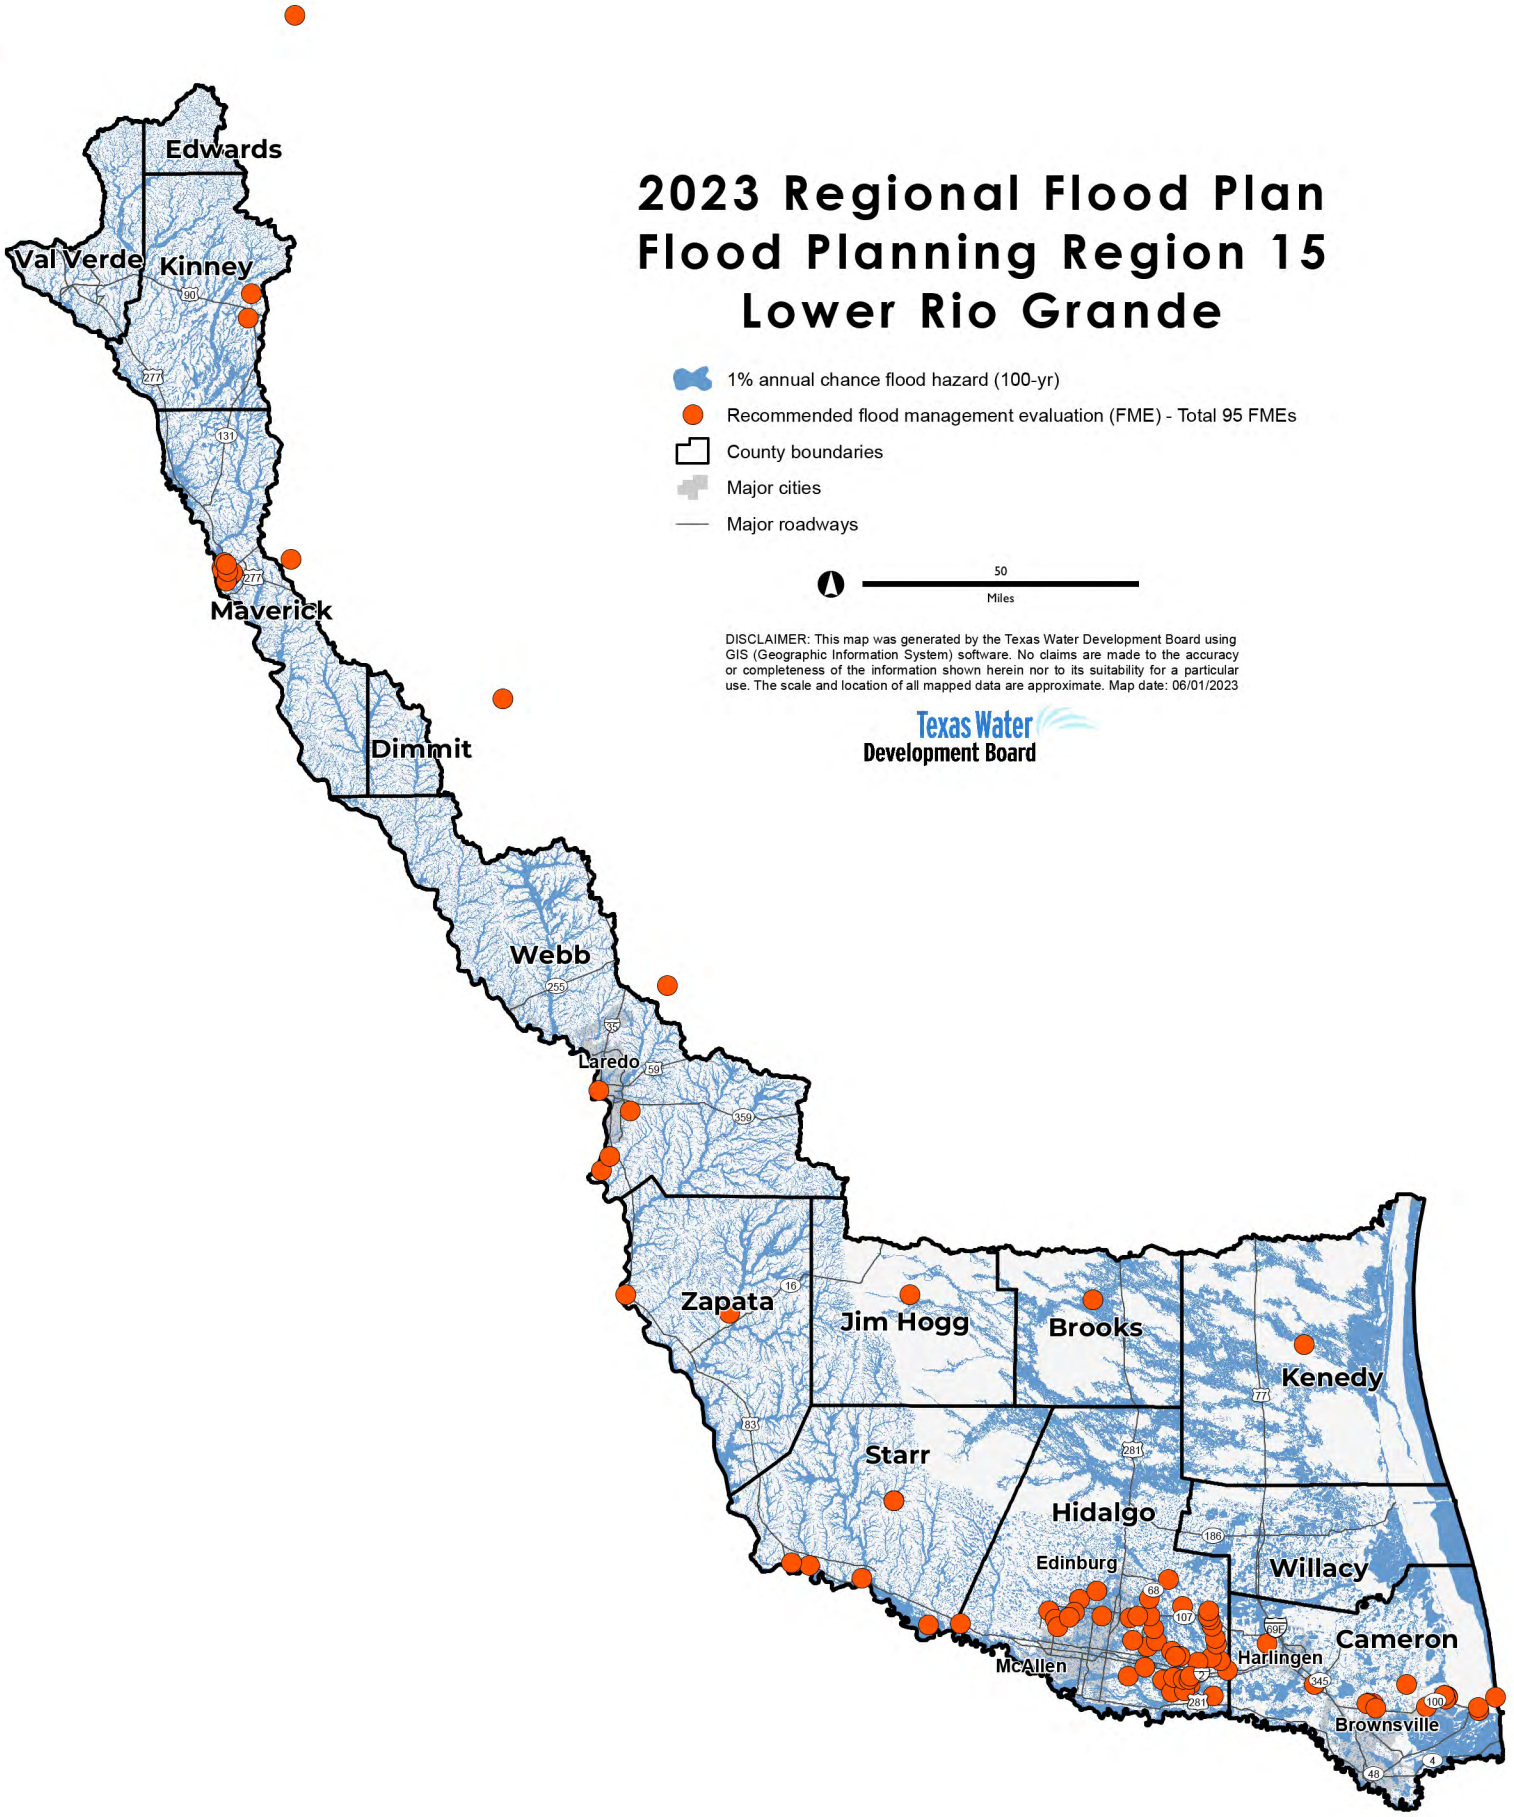 2023 Regional Flood Plan
Flood Planning Region 15
Lower Rio Grande
1% annual chance flood hazard (100-yr)
Recommended flood management evaluation (FME) - Total 95 FMEs
County boundaries
Major cities
Major roadways
50
Miles
DISCLAIMER: This map was generated by the Texas Water Development Board using
GIS (Geographic Information System) software. No claims are made to the accuracy
or completeness of the information shown herein nor to its suitability for a particular
use. The scale and location of all mapped data are approximate. Map date: 06/01/2023
Texas Water
Development Board
Edwards
Val Verde
Kinney
90
277
131
277
Maverick
Dimmit
Webb
255
35
Laredo
59
359
16
Zapata
Jim Hogg
Brooks
Kenedy
77
83
Starr
281
Hidalgo
186
Edinburg
Willacy
68
107
69E
Cameron
Harlingen
McAllen
2
345
281
100
Brownsville
4
48